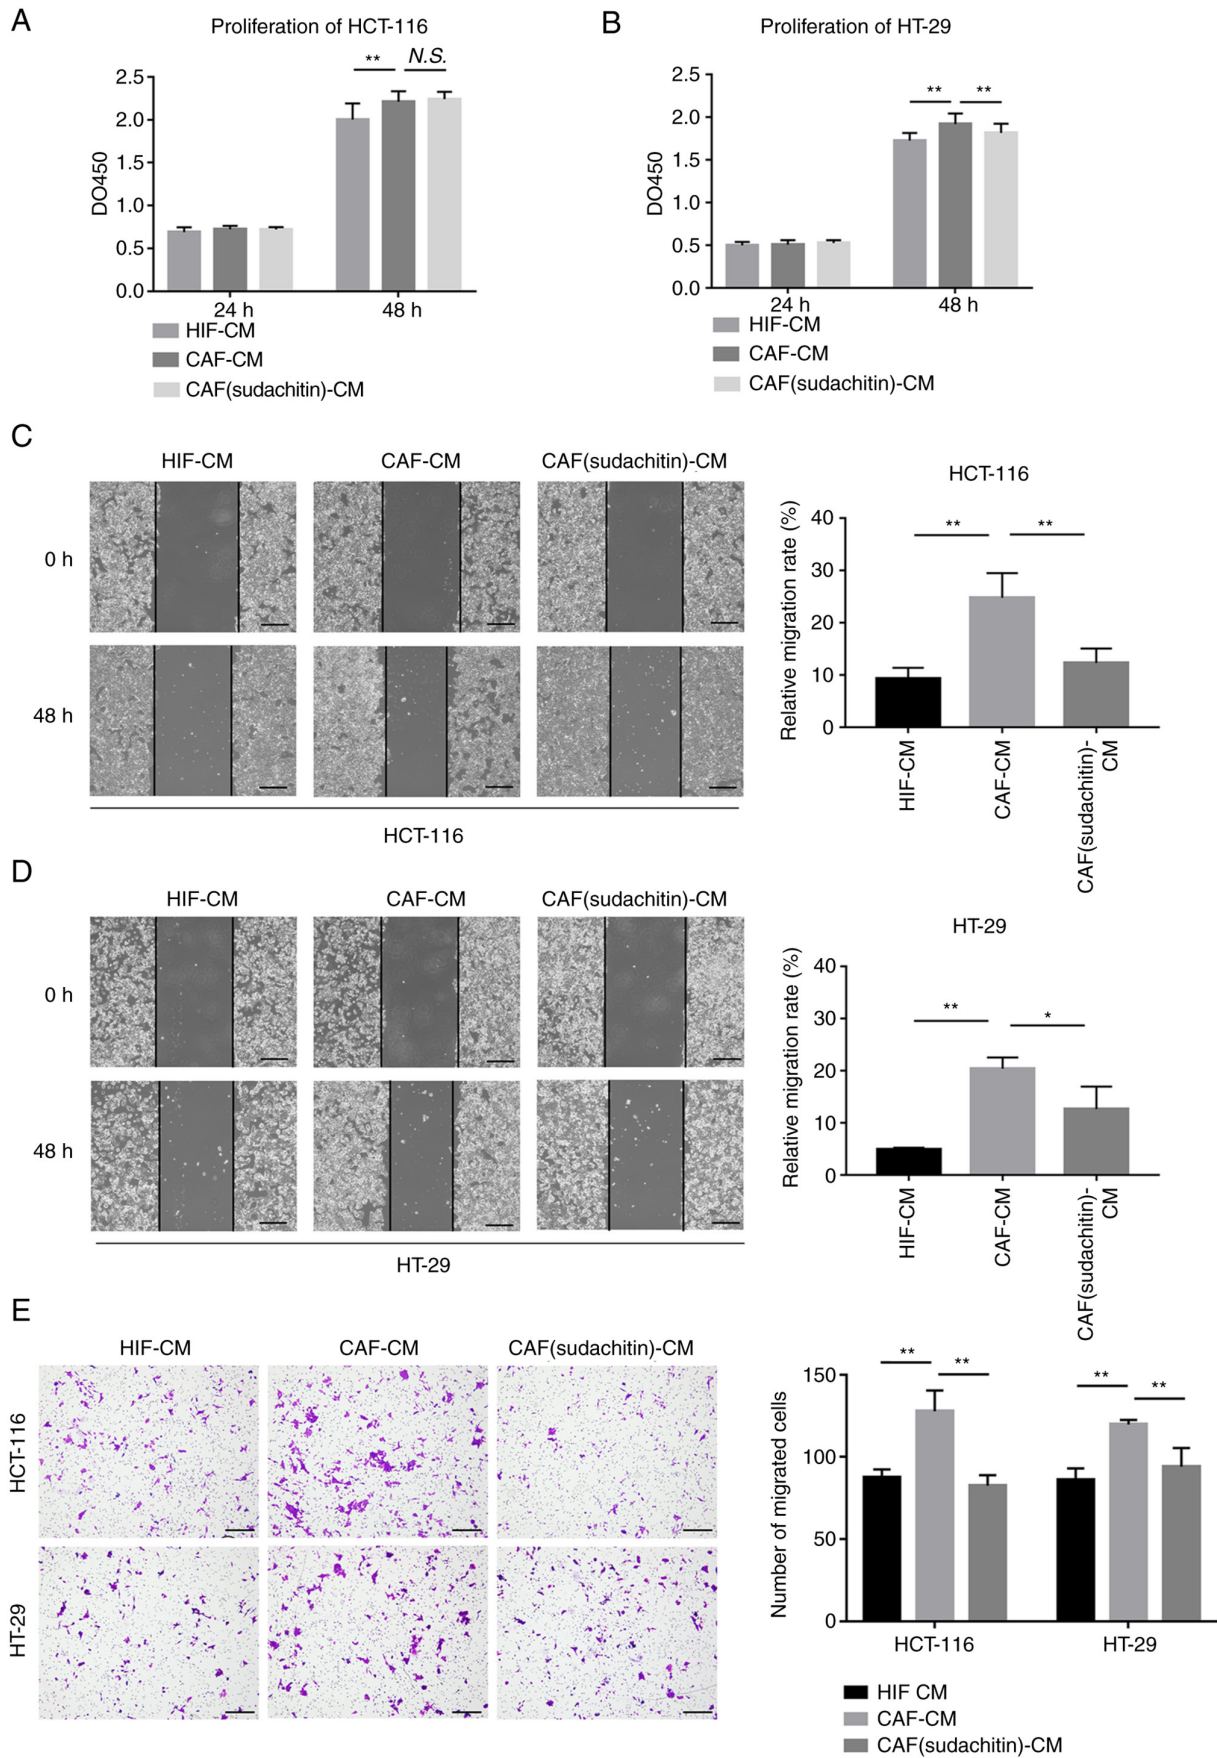 A
Proliferation of HCT-116
** N.S.
2.5
2.0
1.5
1.0
0.5
0.0
DO450
24 h 48 h
HIF-CM
CAF-CM
CAF(sudachitin)-CM
B
Proliferation of HT-29
** **
2.5
2.0
1.5
1.0
0.5
0.0
DO450
24 h 48 h
HIF-CM
CAF-CM
CAF(sudachitin)-CM
C
HIF-CM CAF-CM CAF(sudachitin)-CM
0 h
48 h
HCT-116
HCT-116
** **
40
30
20
10
0
Relative migration rate (%)
HIF-CM
CAF-CM
CAF(sudachitin)-
CM
D
HIF-CM CAF-CM CAF(sudachitin)-CM
0 h
48 h
HT-29
HT-29
** *
40
30
20
10
0
Relative migration rate (%)
HIF-CM
CAF-CM
CAF(sudachitin)-
CM
E
HIF-CM CAF-CM CAF(sudachitin)-CM
HCT-116
HT-29
** ** ** **
150
100
50
0
Number of migrated cells
HCT-116 HT-29
HIF CM
CAF-CM
CAF(sudachitin)-CM